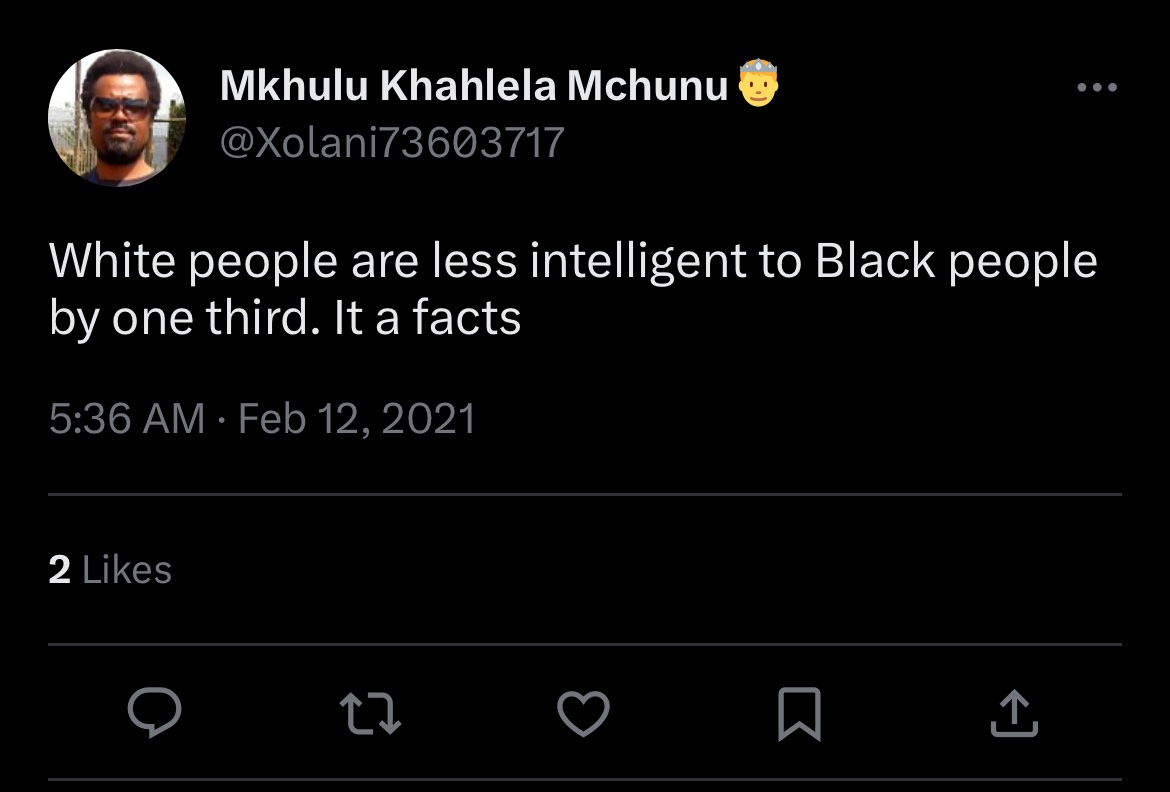 Mkhulu Khahlela Mchunu🤴
@Xolani73603717
White people are less intelligent to Black people
by one third. It a facts
5:36 AM · Feb 12, 2021
2 Likes